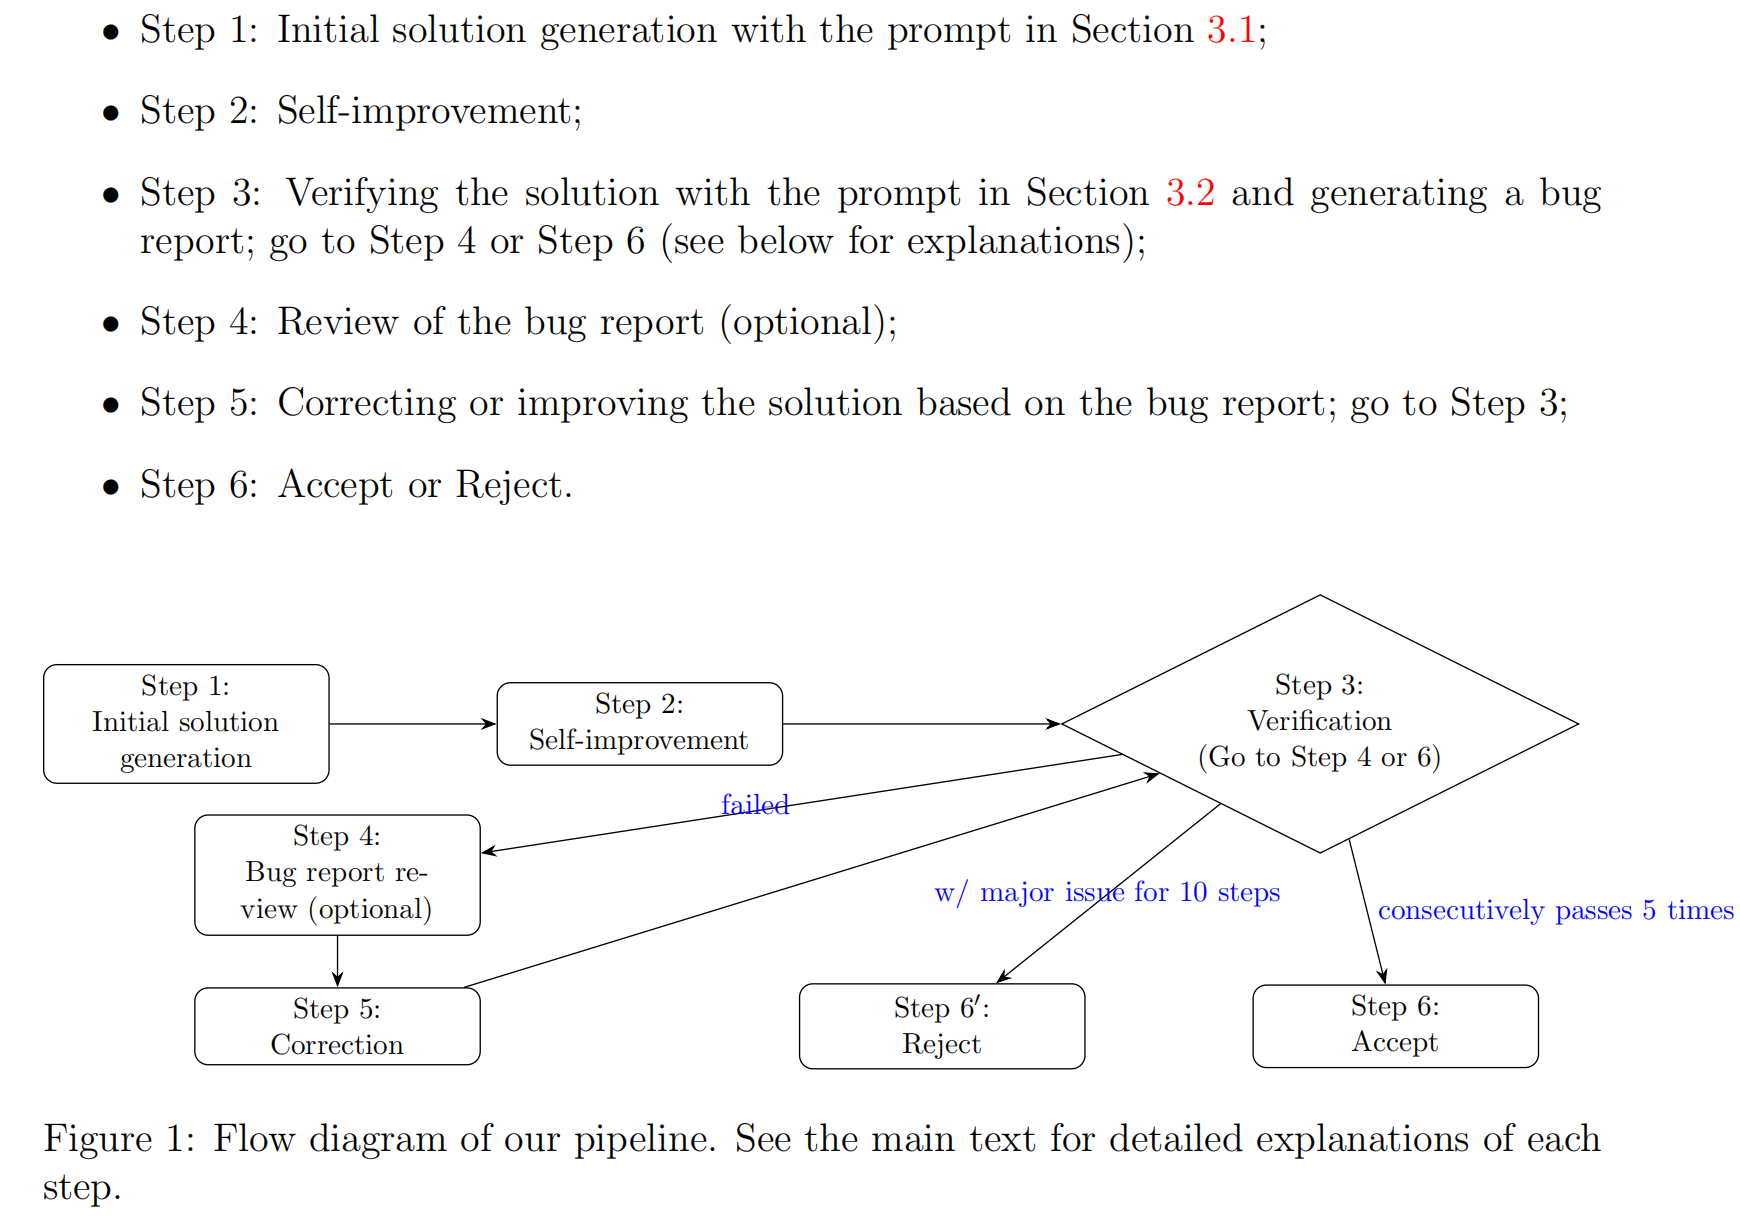 • Step 1: Initial solution generation with the prompt in Section 3.1;
• Step 2: Self-improvement;
• Step 3: Verifying the solution with the prompt in Section 3.2 and generating a bug
report; go to Step 4 or Step 6 (see below for explanations);
• Step 4: Review of the bug report (optional);
• Step 5: Correcting or improving the solution based on the bug report; go to Step 3;
• Step 6: Accept or Reject.
Step 1:
Initial solution
generation
Step 2:
Self-improvement
Step 3:
Verification
(Go to Step 4 or 6)
failed
Step 4:
Bug report re-
view (optional)
w/ major issue for 10 steps
consecutively passes 5 times
Step 5:
Correction
Step 6′:
Reject
Step 6:
Accept
Figure 1: Flow diagram of our pipeline. See the main text for detailed explanations of each
step.